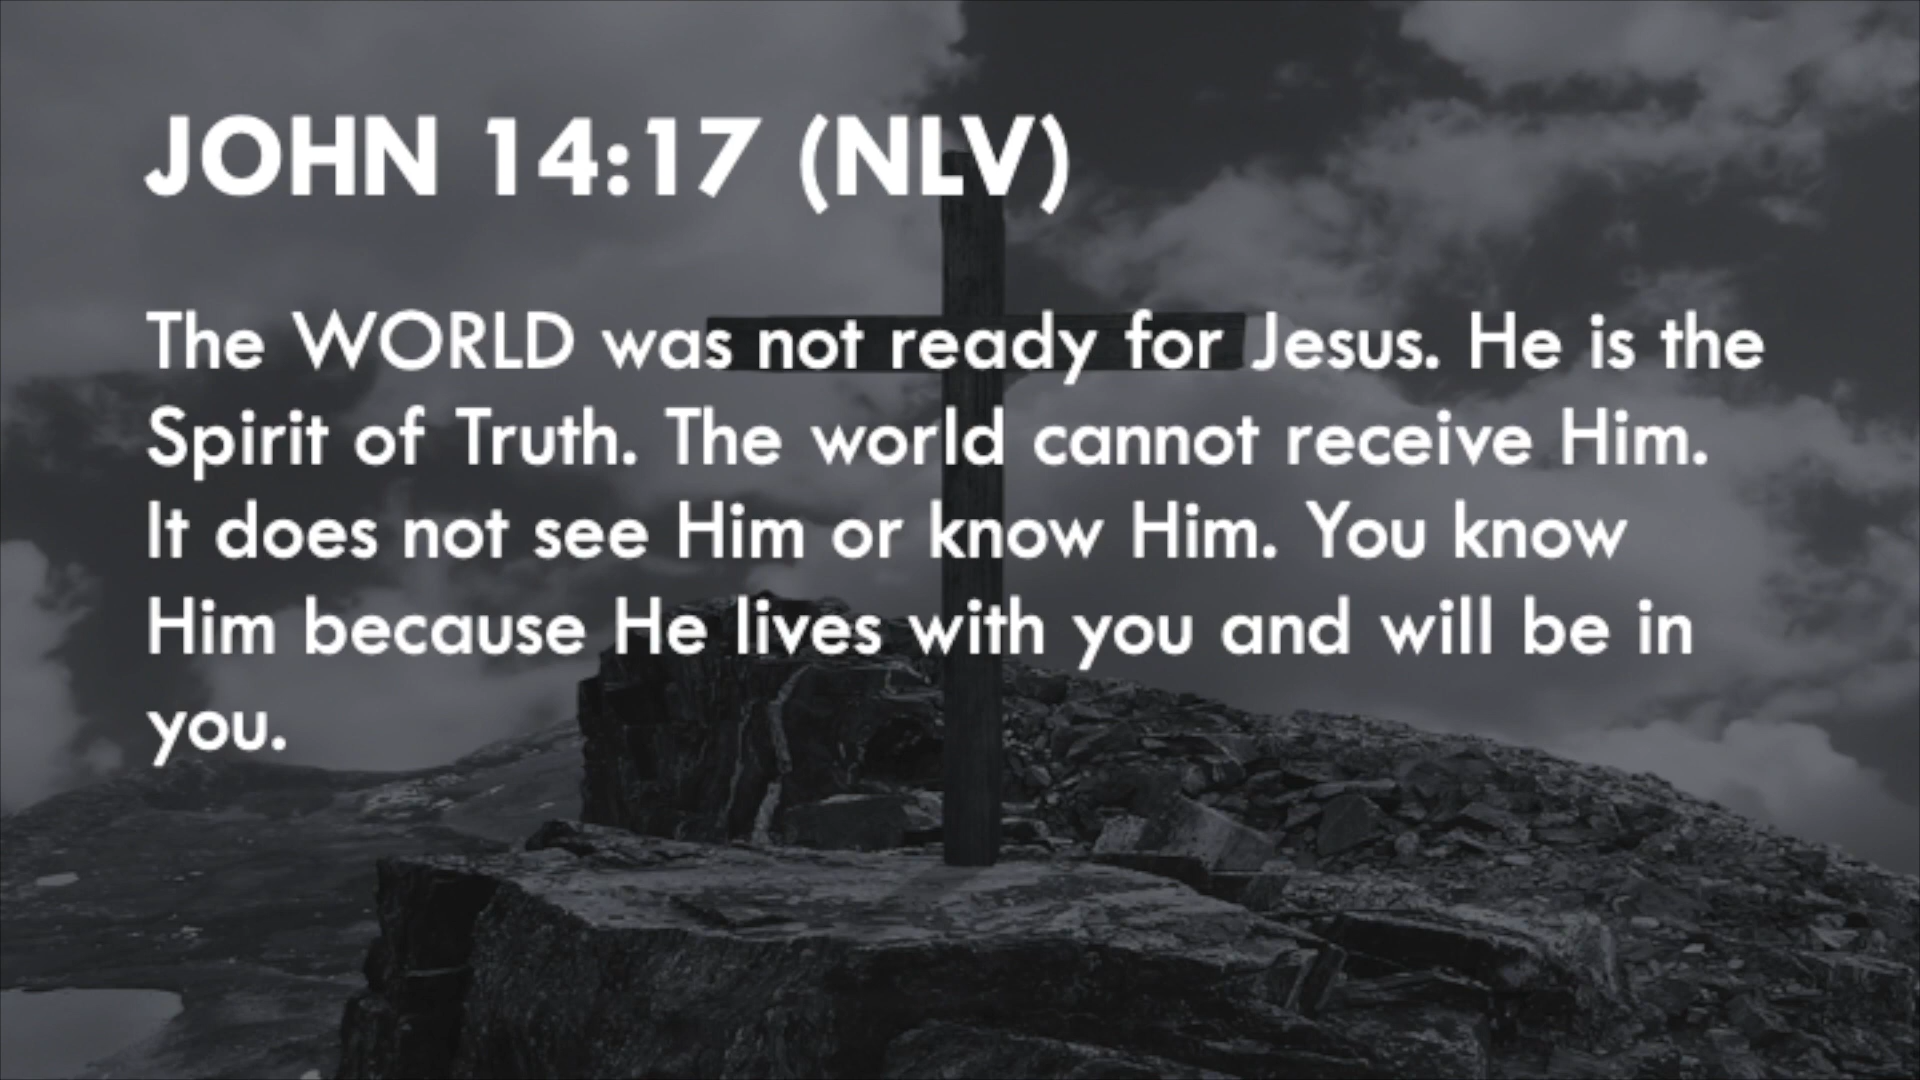 JOHN 14:17 (NLV)
The WORLD was not ready for Jesus. He is the
Spirit of Truth. The world cannot receive Him.
It does not see Him or know Him. You know
Him because He lives with you and will be in
you.